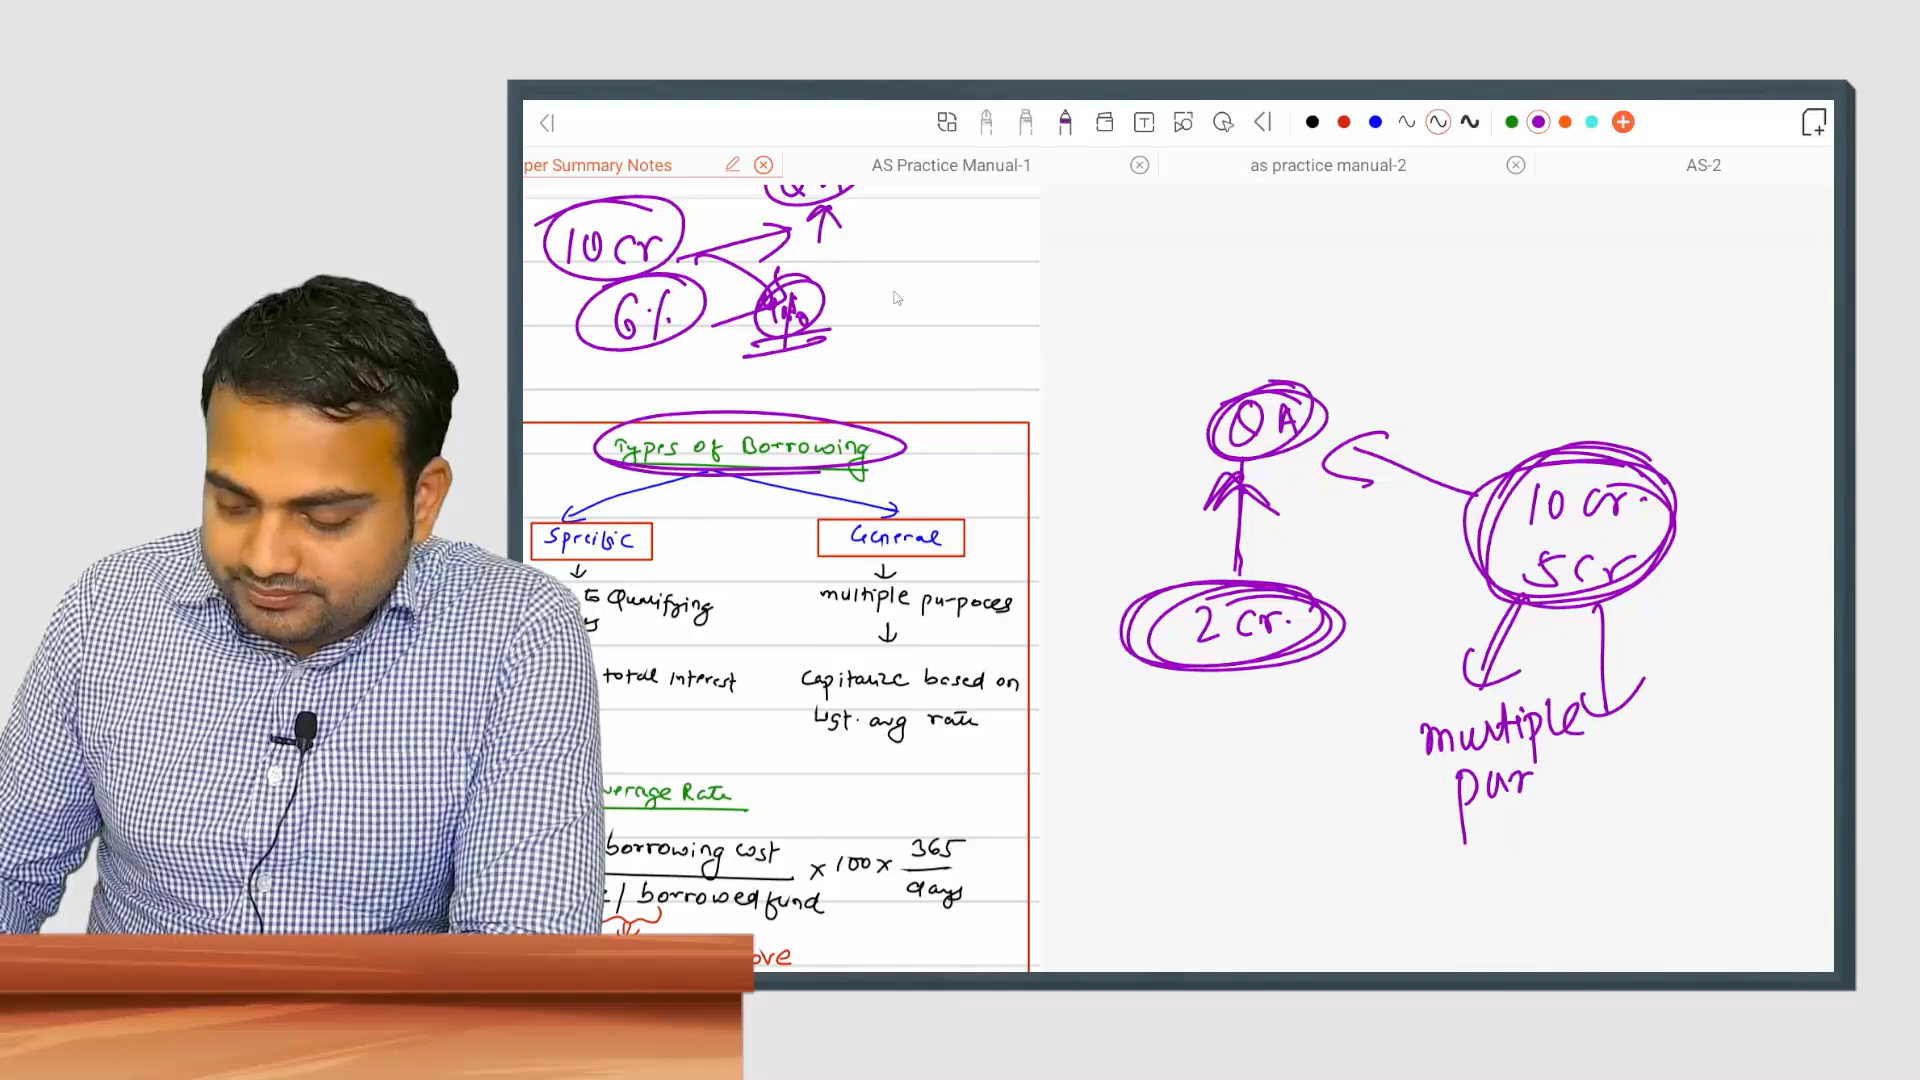 per Summary Notes
AS Practice Manual-1
as practice manual-2
AS-2
10 cr
6%
Types of Borrowing
Specific
General
to Qualifying
multiple purposes
total interest
Capitalize based on
wgt. avg rate
verage Rate
borrowing cost
x 100 x 365
/ borrowed fund
days
ove
QA
10 cr.
5 cr
2 cr.
multiple
pur